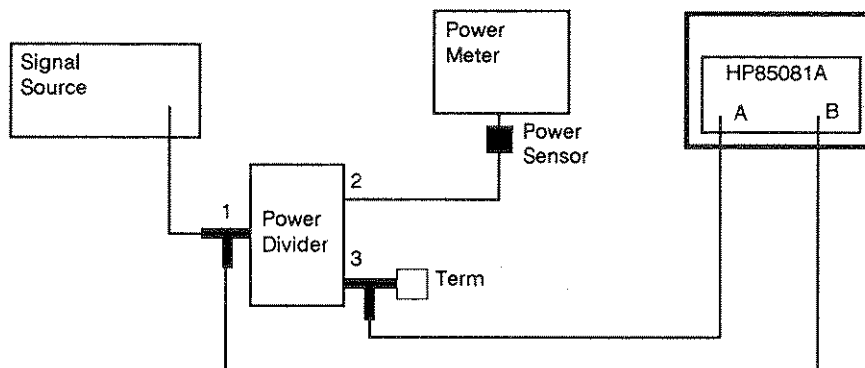 Signal
Source
Power
Meter
HP85081A
A
B
Power
Sensor
1
2
Power
Divider
3
Term